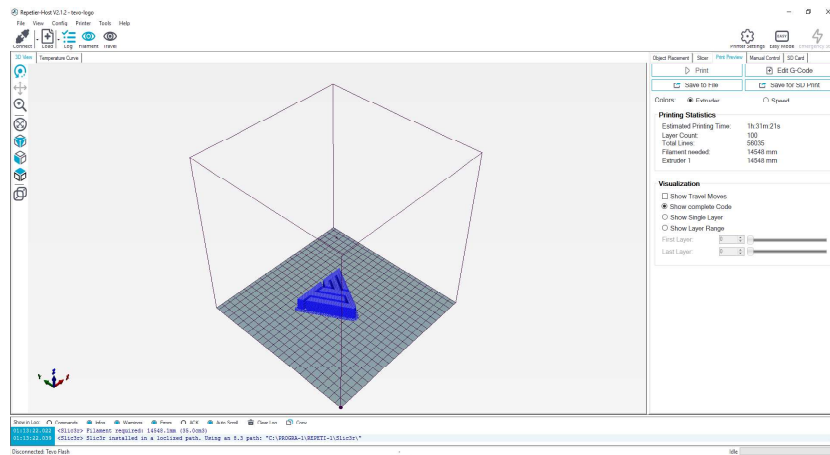 Repetier-Host V2.1.2 - tevo-logo
File View Config Printer Tools Help
Connect Load Log Filament Travel
Printer Settings Easy Mode Emergency
EASY
3D View Temperature Curve
Object Placement Slicer Print Preview Manual Control SD Card
Print Edit G-Code
Save to File Save for SD Print
Colors: Extruder Speed
Printing Statistics
Estimated Printing Time: 1h:31m:21s
Layer Count: 100
Total Lines: 56035
Filament needed: 14548 mm
Extruder 1 14548 mm
Visualization
Show Travel Moves
Show complete Code
Show Single Layer
Show Layer Range
First Layer: 0
Last Layer: 0
Show in Log: Commands Infos Warnings Errors ACK Auto Scroll Clear Log Copy
01:13:22.022 <Slic3r> Filament required: 14548.1mm (35.0cm3)
01:13:22.039 <Slic3r> Slic3r installed in a loclized path. Using an 8.3 path: "C:\PROGRA~1\REPETI~1\Slic3r\"
Disconnected: Tevo Flash
-
Idle